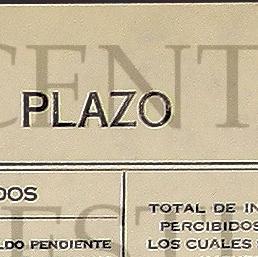 PLAZO
DOS
TOTAL DE IN
PERCIBIDOS
LDO PENDIENTE
LOS CUALES